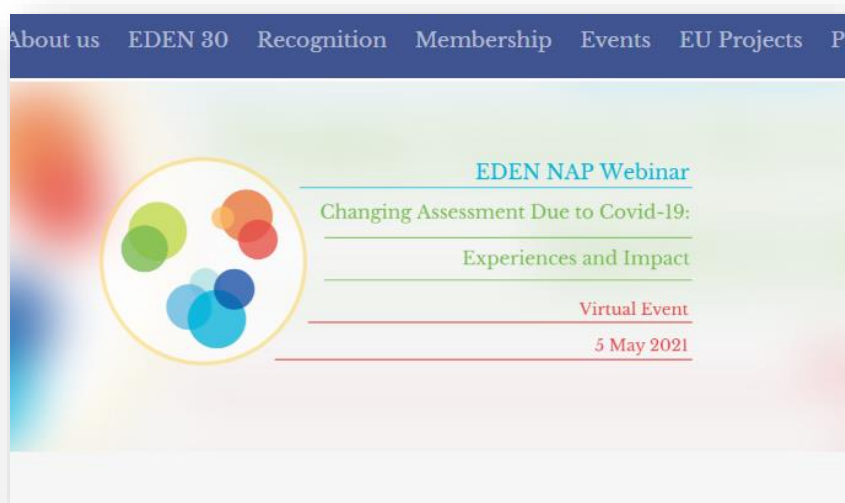 About us EDEN 30 Recognition Membership Events EU Projects P
EDEN NAP Webinar
Changing Assessment Due to Covid-19:
Experiences and Impact
Virtual Event
5 May 2021